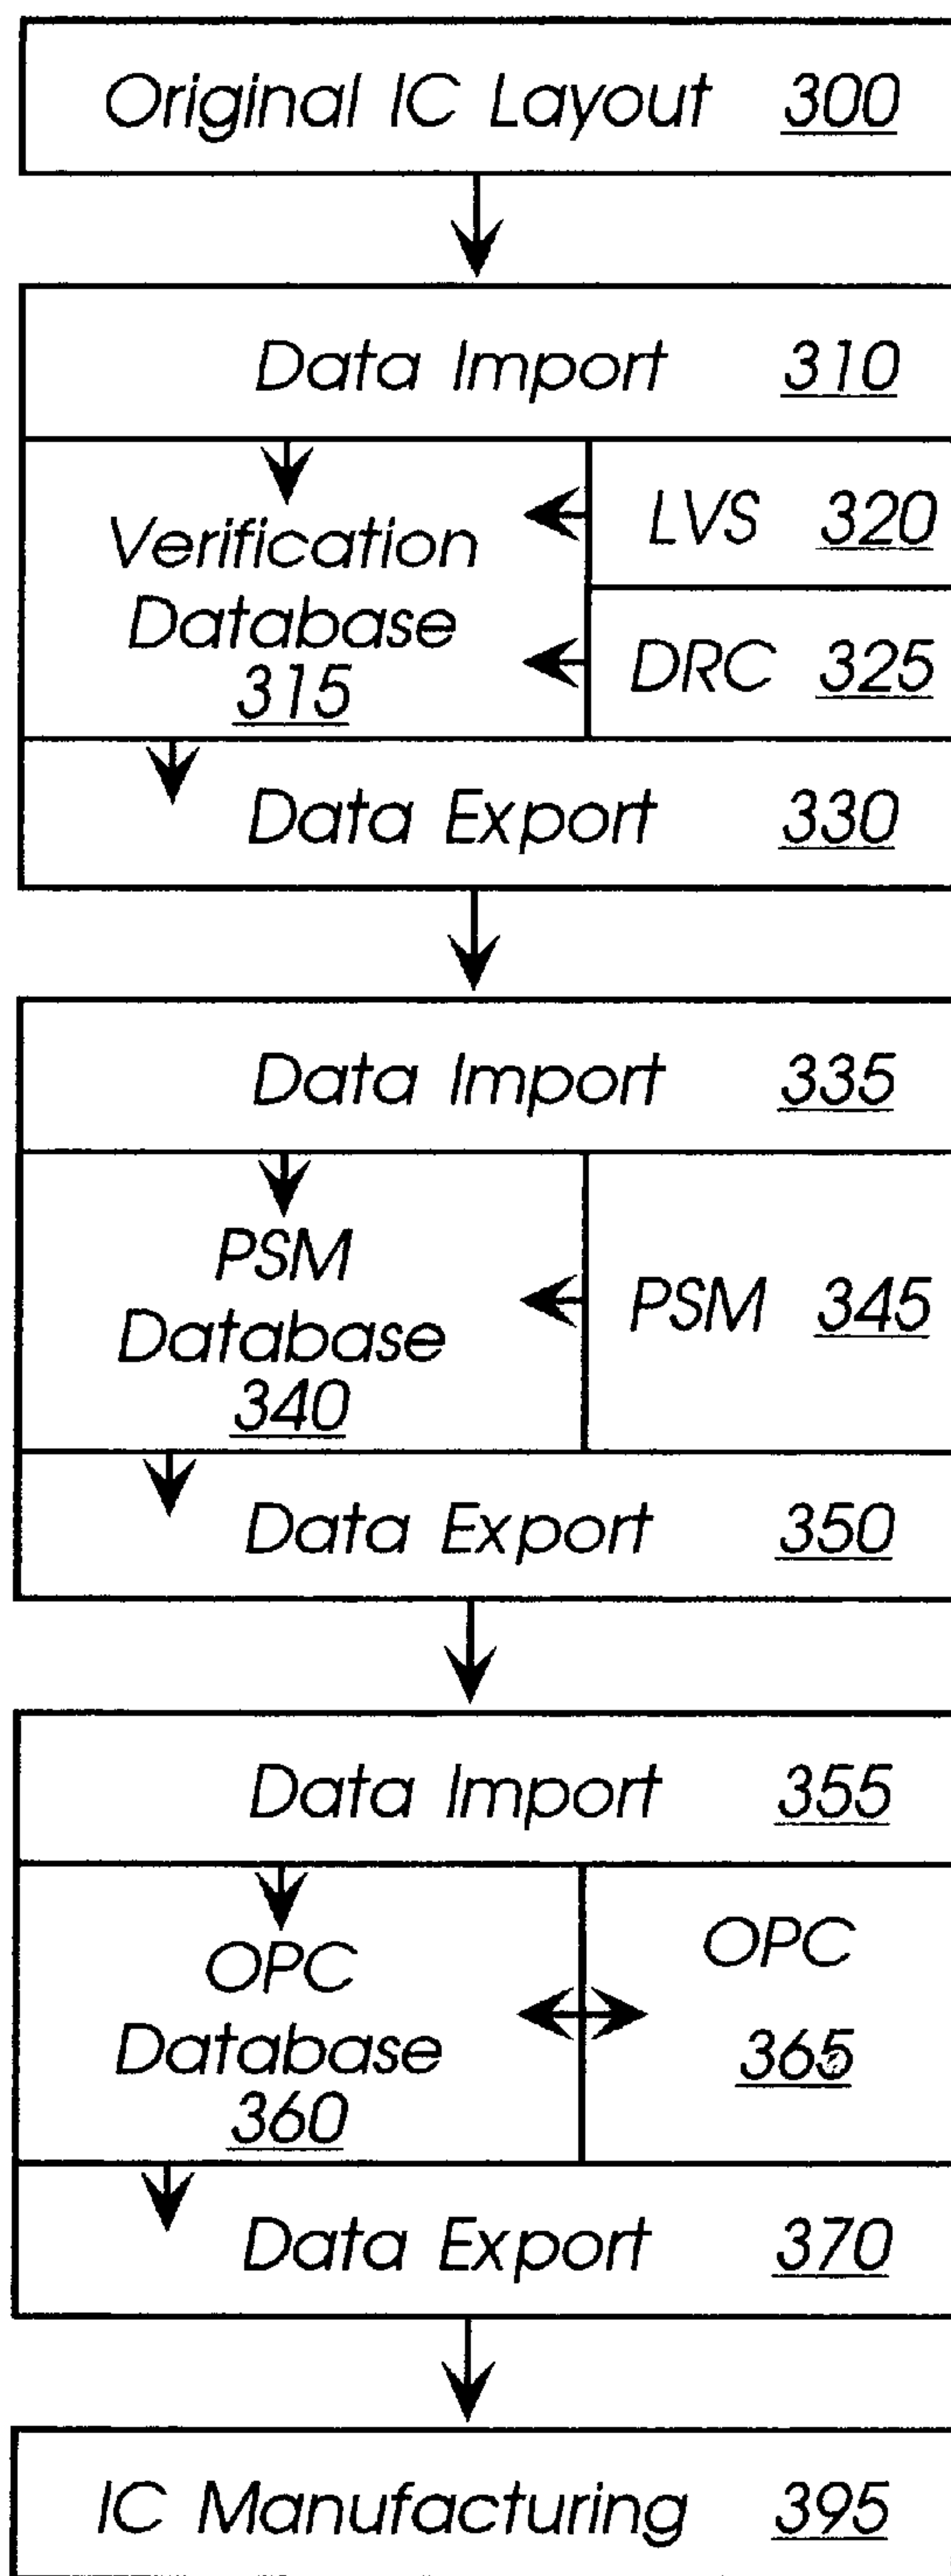 Original IC Layout 300
Data Import 310
Verification
Database
315
LVS 320
DRC 325
Data Export 330
Data Import 335
PSM
Database
340
PSM 345
Data Export 350
Data Import 355
OPC
Database
360
OPC
365
Data Export 370
IC Manufacturing 395